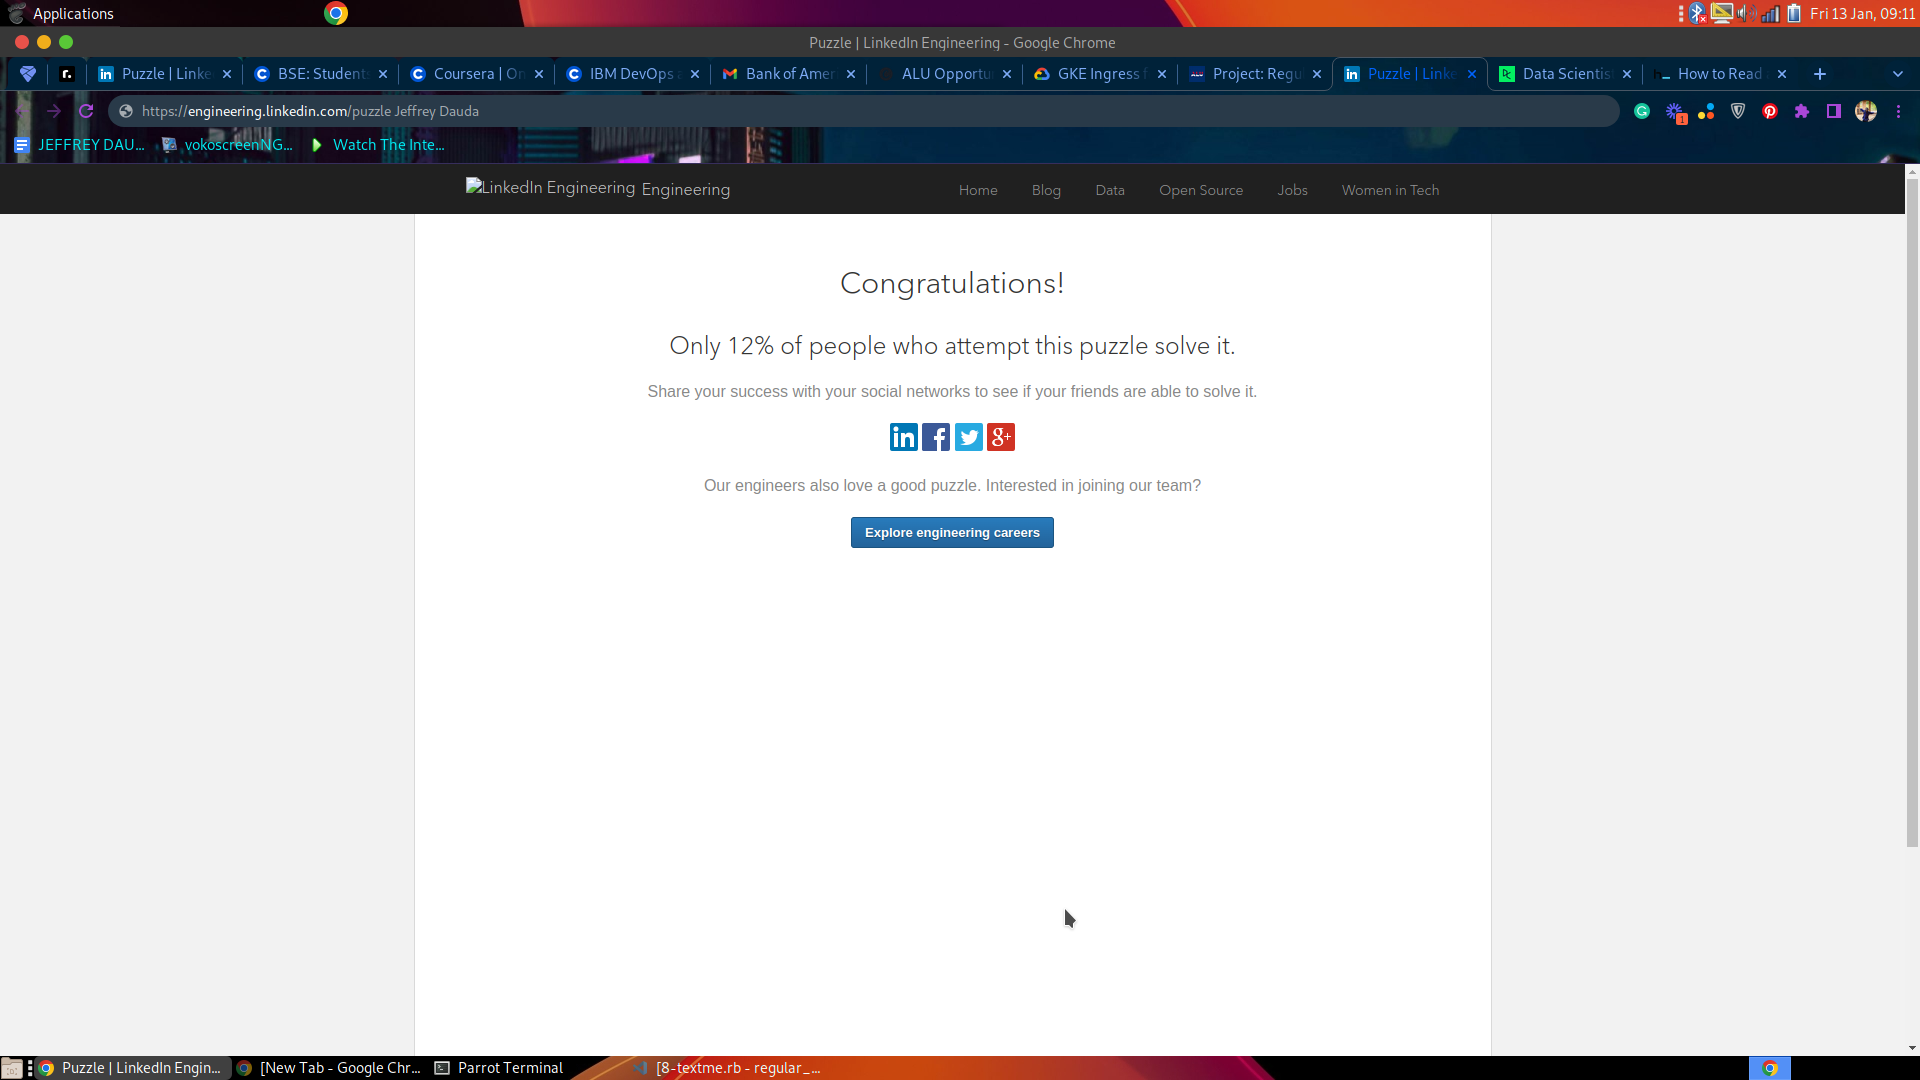 Applications
Fri 13 Jan, 09:11
Puzzle | LinkedIn Engineering - Google Chrome
r.
Puzzle | Linke
BSE: Students
Coursera | On
IBM DevOps a
Bank of Amer
ALU Opportu
GKE Ingress f
Project: Regu
Puzzle | Linke
Data Scientis
How to Read
https://engineering.linkedin.com/puzzle Jeffrey Dauda
1
JEFFREY DAU...
vokoscreenNG...
Watch The Inte...
LinkedIn Engineering Engineering
Home
Blog
Data
Open Source
Jobs
Women in Tech
Congratulations!
Only 12% of people who attempt this puzzle solve it.
Share your success with your social networks to see if your friends are able to solve it.
in f g+
Our engineers also love a good puzzle. Interested in joining our team?
Explore engineering careers
Puzzle | LinkedIn Engin...
[New Tab - Google Chr...
Parrot Terminal
[8-textme.rb - regular_...